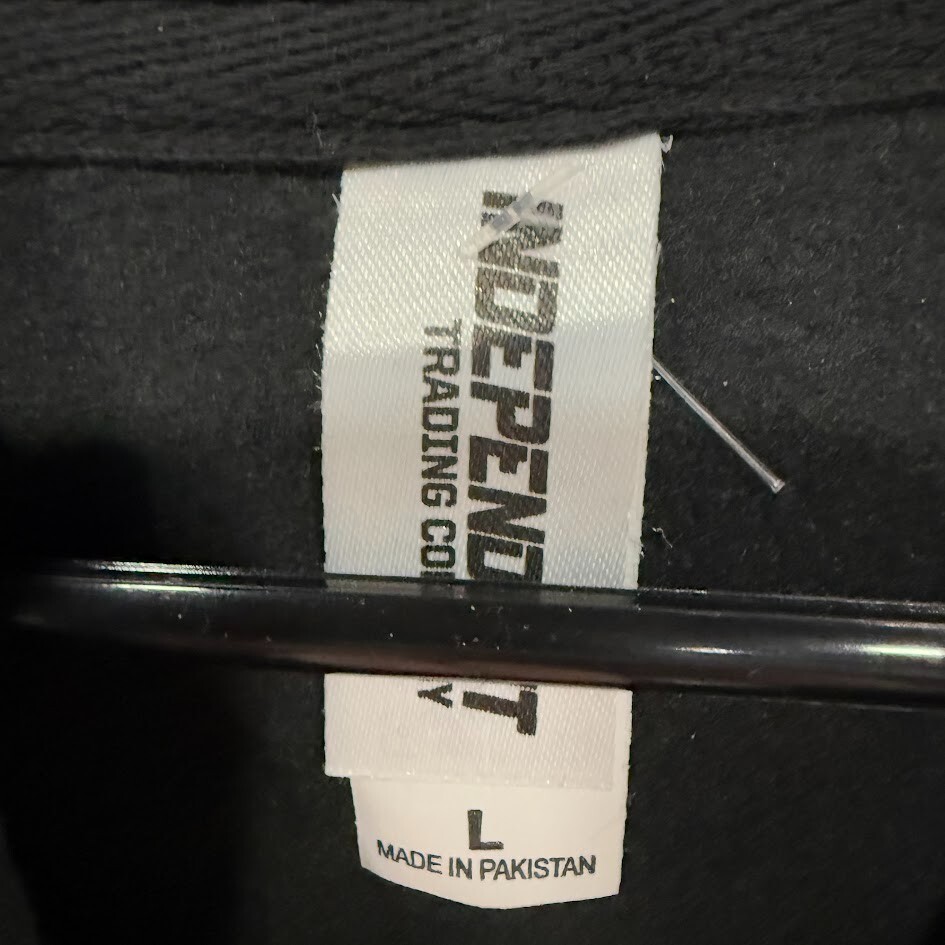 INDEPEND T
TRADING CO Y
L
MADE IN PAKISTAN